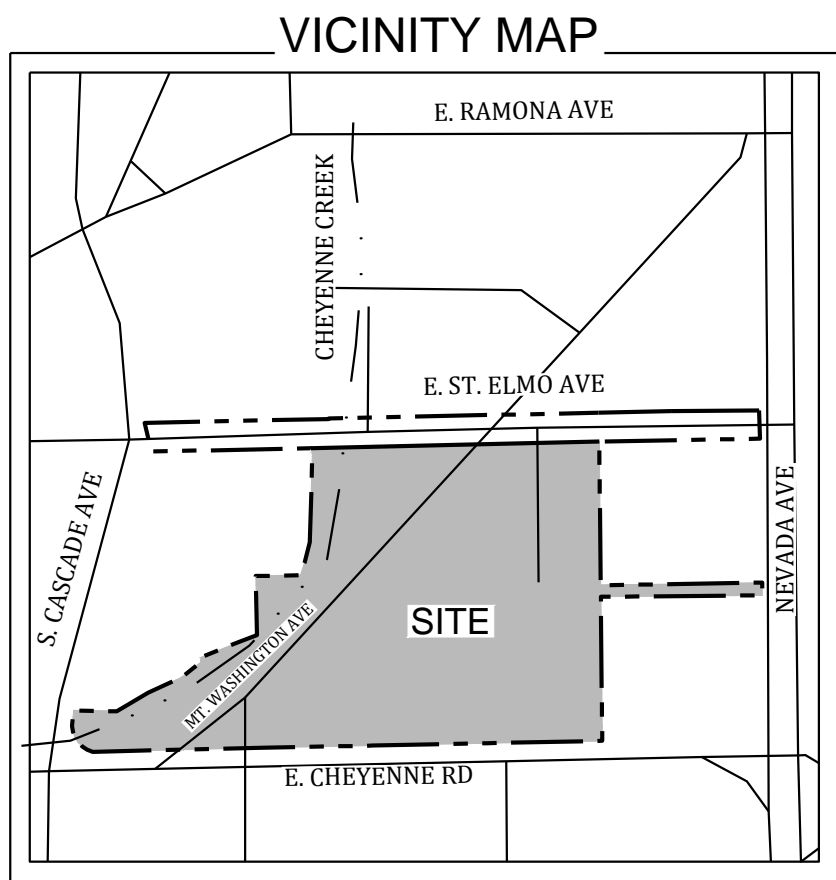 VICINITY MAP
E. RAMONA AVE
CHEYENNE CREEK
E. ST. ELMO AVE
S. CASCADE AVE
NEVADA AVE
SITE
MT. WASHINGTON AVE
E. CHEYENNE RD